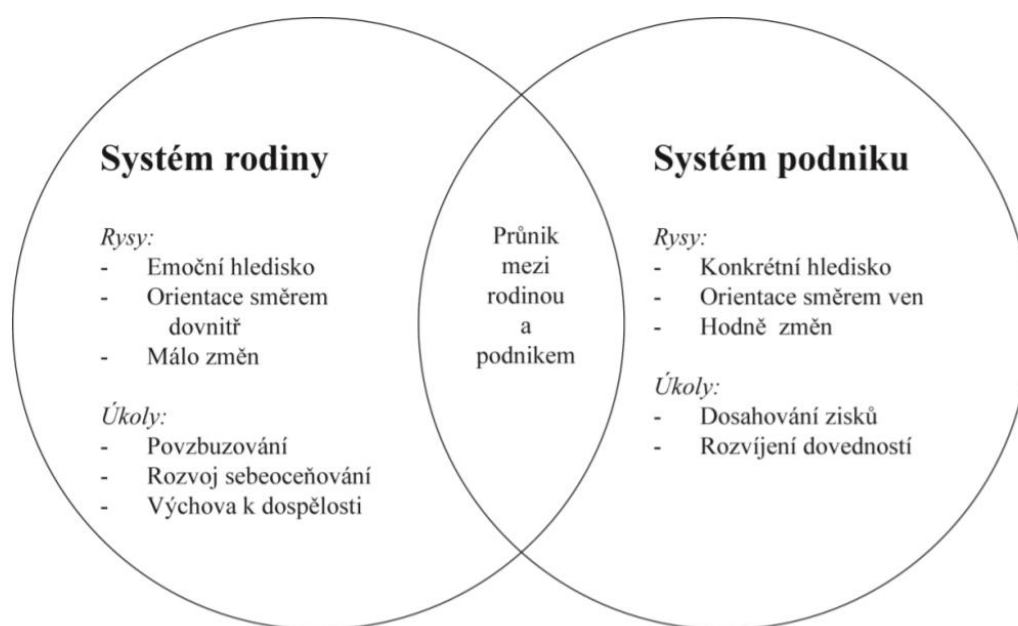 Systém rodiny
Rysy:
- Emoční hledisko
- Orientace směrem
dovnitř
- Málo změn
Úkoly:
- Povzbuzování
- Rozvoj sebeoceňování
- Výchova k dospělosti
Průnik
mezi
rodinou
a
podnikem
Systém podniku
Rysy:
- Konkrétní hledisko
- Orientace směrem ven
- Hodně změn
Úkoly:
- Dosahování zisků
- Rozvíjení dovedností